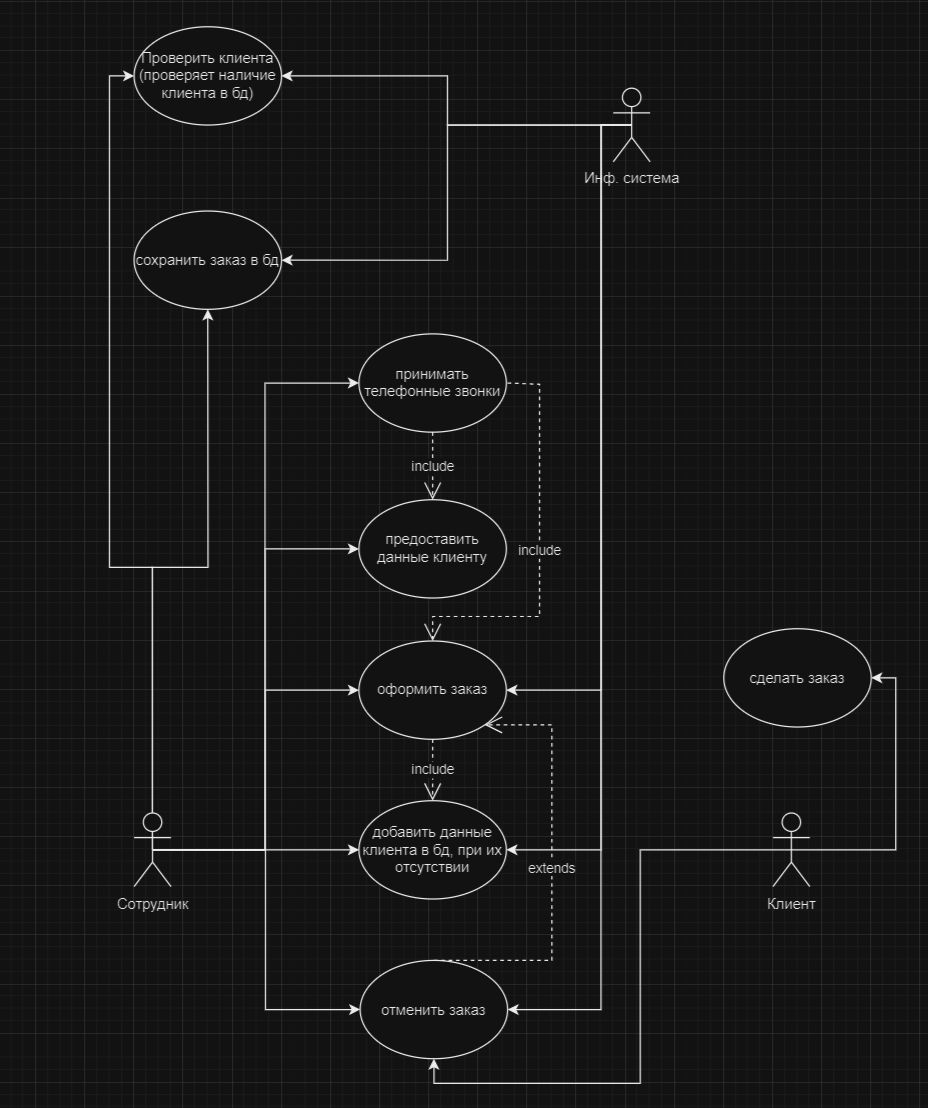 Проверить клиента
(проверяет наличие
клиента в бд)
Инф. система
сохранить заказ в бд
принимать
телефонные звонки
include
предоставить
данные клиенту
include
оформить заказ
сделать заказ
include
добавить данные
клиента в бд, при их
отсутствии
extends
Сотрудник
Клиент
отменить заказ